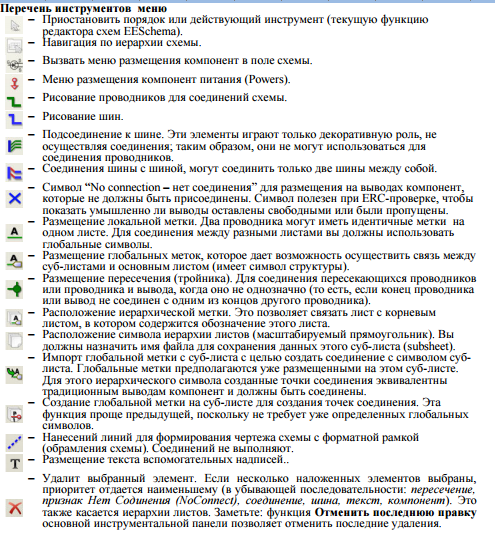 Перечень инструментов меню
– Приостановить порядок или действующий инструмент (текущую функцию
редактора схем EESchema).
– Навигация по иерархии схемы.
– Вызвать меню размещения компонент в поле схемы.
– Меню размещения компонент питания (Powers).
– Рисование проводников для соединений схемы.
– Рисование шин.
– Подсоединение к шине. Эти элементы играют только декоративную роль, не
осуществляя соединения; таким образом, они не могут использоваться для
соединения проводников.
– Соединения шины с шиной, могут соединить только две шины между собой.
– Символ “No connection – нет соединения” для размещения на выводах компонент,
которые не должны быть присоединены. Символ полезен при ERC-проверке, чтобы
показать умышленно ли выводы оставлены свободными или были пропущены.
– Размещение локальной метки. Два проводника могут иметь идентичные метки на
одном листе. Для соединения между разными листами вы должны использовать
глобальные символы.
– Размещение глобальных меток, которое дает возможность осуществить связь между
суб-листами и основным листом (имеет символ структуры).
– Размещение пересечения (тройника). Для соединения пересекающихся проводников
или проводника и вывода, когда оно не однозначно (то есть, если конец проводника
или вывод не соединен с одним из концов другого проводника).
– Расположение иерархической метки. Это позволяет связать лист с корневым
листом, в котором содержится обозначение этого листа.
– Расположение символа иерархии листов (масштабируемый прямоугольник). Вы
должны назначить имя файла для сохранения данных этого суб-листа (subsheet).
– Импорт глобальной метки с суб-листа с целью создать соединение с символом суб-
листа. Глобальные метки предполагаются уже размещенными на этом суб-листе.
Для этого иерархического символа созданные точки соединения эквивалентны
традиционным выводам компонент и должны быть соединены.
– Создание глобальной метки на суб-листе для создания точек соединения. Эта
функция проще предыдущей, поскольку не требует уже определенных глобальных
символов.
– Нанесений линий для формирования чертежа схемы с форматной рамкой
(обрамления схемы). Соединений не выполняют.
– Размещение текста вспомогательных надписей..
– Удалит выбранный элемент. Если несколько наложенных элементов выбраны,
приоритет отдается наименьшему (в убывающей последовательности: пересечение,
признак Нет Содинения (NoConnect), соединение, шина, текст, компонент). Это
также касается иерархии листов. Заметьте: функция Отменить последнюю правку
основной инструментальной панели позволяет отменить последние удаления.